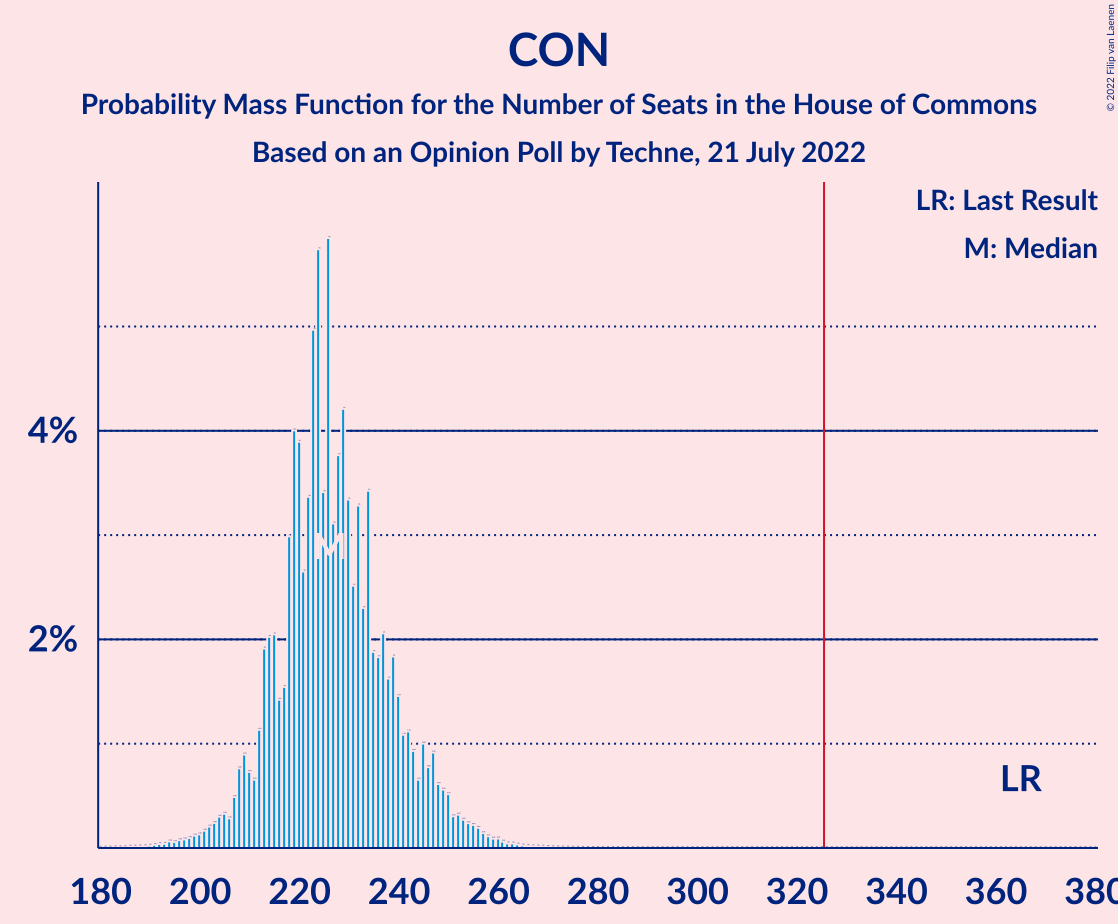 CON
Probability Mass Function for the Number of Seats in the House of Commons
Based on an Opinion Poll by Techne, 21 July 2022
© 2022 Filip van Laenen
LR: Last Result
M: Median
4%
2%
M
LR
180 200 220 240 260 280 300 320 340 360 380